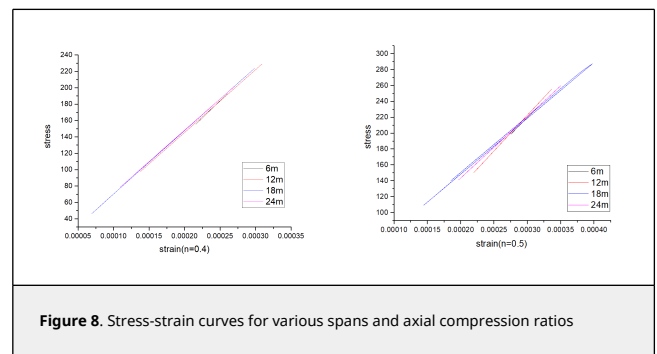 240
220
200
180
160
140
120
100
80
60
40
stress
0.00005 0.00010 0.00015 0.00020 0.00025 0.00030 0.00035
strain(n=0.4)
6m
12m
18m
24m
300
280
260
240
220
200
180
160
140
120
100
stress
0.00010 0.00015 0.00020 0.00025 0.00030 0.00035 0.00040
strain(n=0.5)
6m
12m
18m
24m
Figure 8. Stress-strain curves for various spans and axial compression ratios